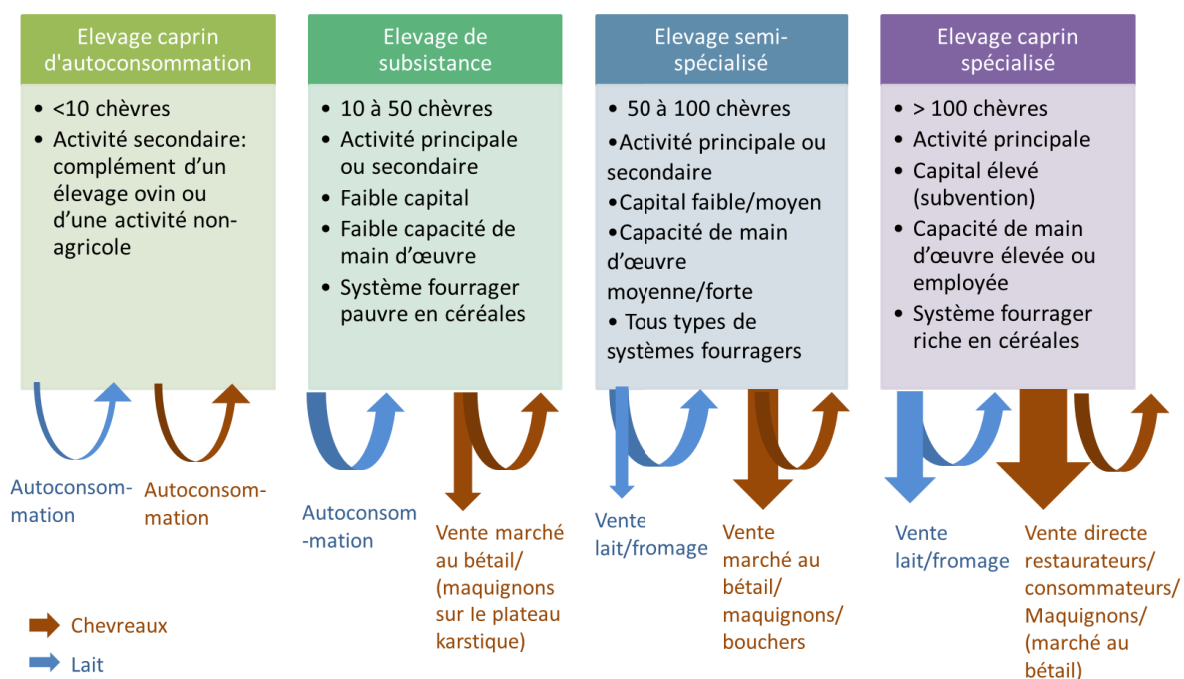 Elevage caprin
d'autoconsommation
<10 chèvres
• Activité secondaire:
complément d'un
élevage ovin ou
d'une activité non-
agricole
Autoconsom-
mation
Autoconsom-
mation
Elevage de
subsistance
• 10 à 50 chèvres
• Activité principale
ou secondaire
• Faible capital
• Faible capacité de
main d'œuvre
• Système fourrager
pauvre en céréales
Autoconsom
-mation
Vente marché
au bétail/
(maquignons
sur le plateau
karstique)
Elevage semi-
spécialisé
• 50 à 100 chèvres
•Activité principale ou
secondaire
•Capital faible/moyen
•Capacité de main
d'œuvre
moyenne/forte
• Tous types de
systèmes fourragers
Vente
lait/fromage
Vente
marché au
bétail/
maquignons/
bouchers
Elevage caprin
spécialisé
• > 100 chèvres
• Activité principale
• Capital élevé
(subvention)
• Capacité de main
d'œuvre élevée ou
employée
• Système fourrager
riche en céréales
Vente
lait/fromage
Vente directe
restaurateurs/
consommateurs/
Maquignons/
(marché au
bétail)
Chevreaux
Lait